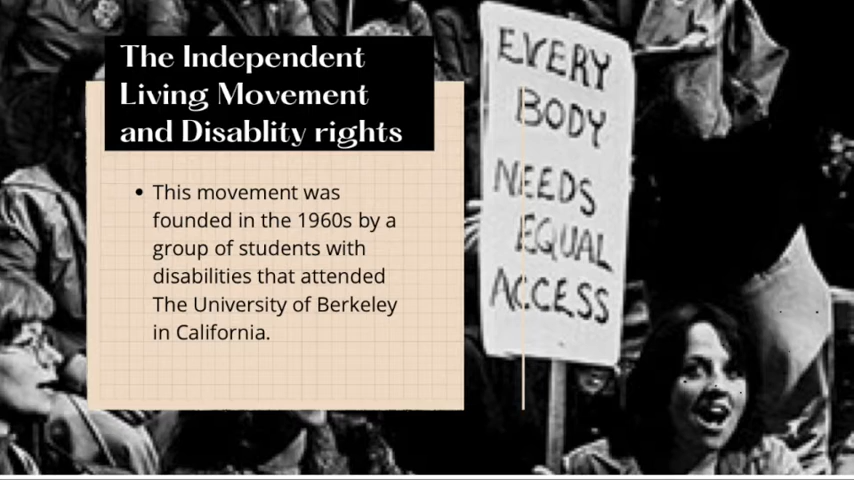 The Independent
Living Movement
and Disablity rights
• This movement was
founded in the 1960s by a
group of students with
disabilities that attended
The University of Berkeley
in California.
EVERY
BODY
NEEDS
EQUAL
ACCESS